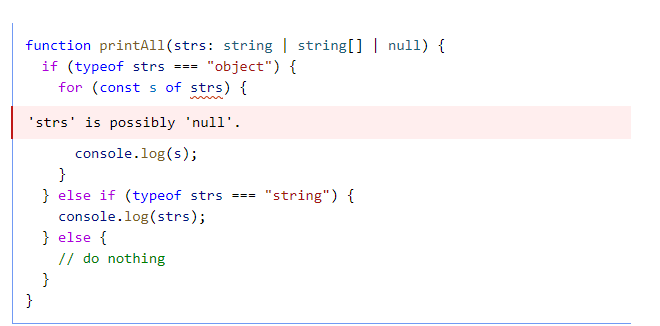 function printAll(strs: string | string[] | null) {
  if (typeof strs === "object") {
    for (const s of strs) {
'strs' is possibly 'null'.
      console.log(s);
    }
  } else if (typeof strs === "string") {
    console.log(strs);
  } else {
    // do nothing
  }
}